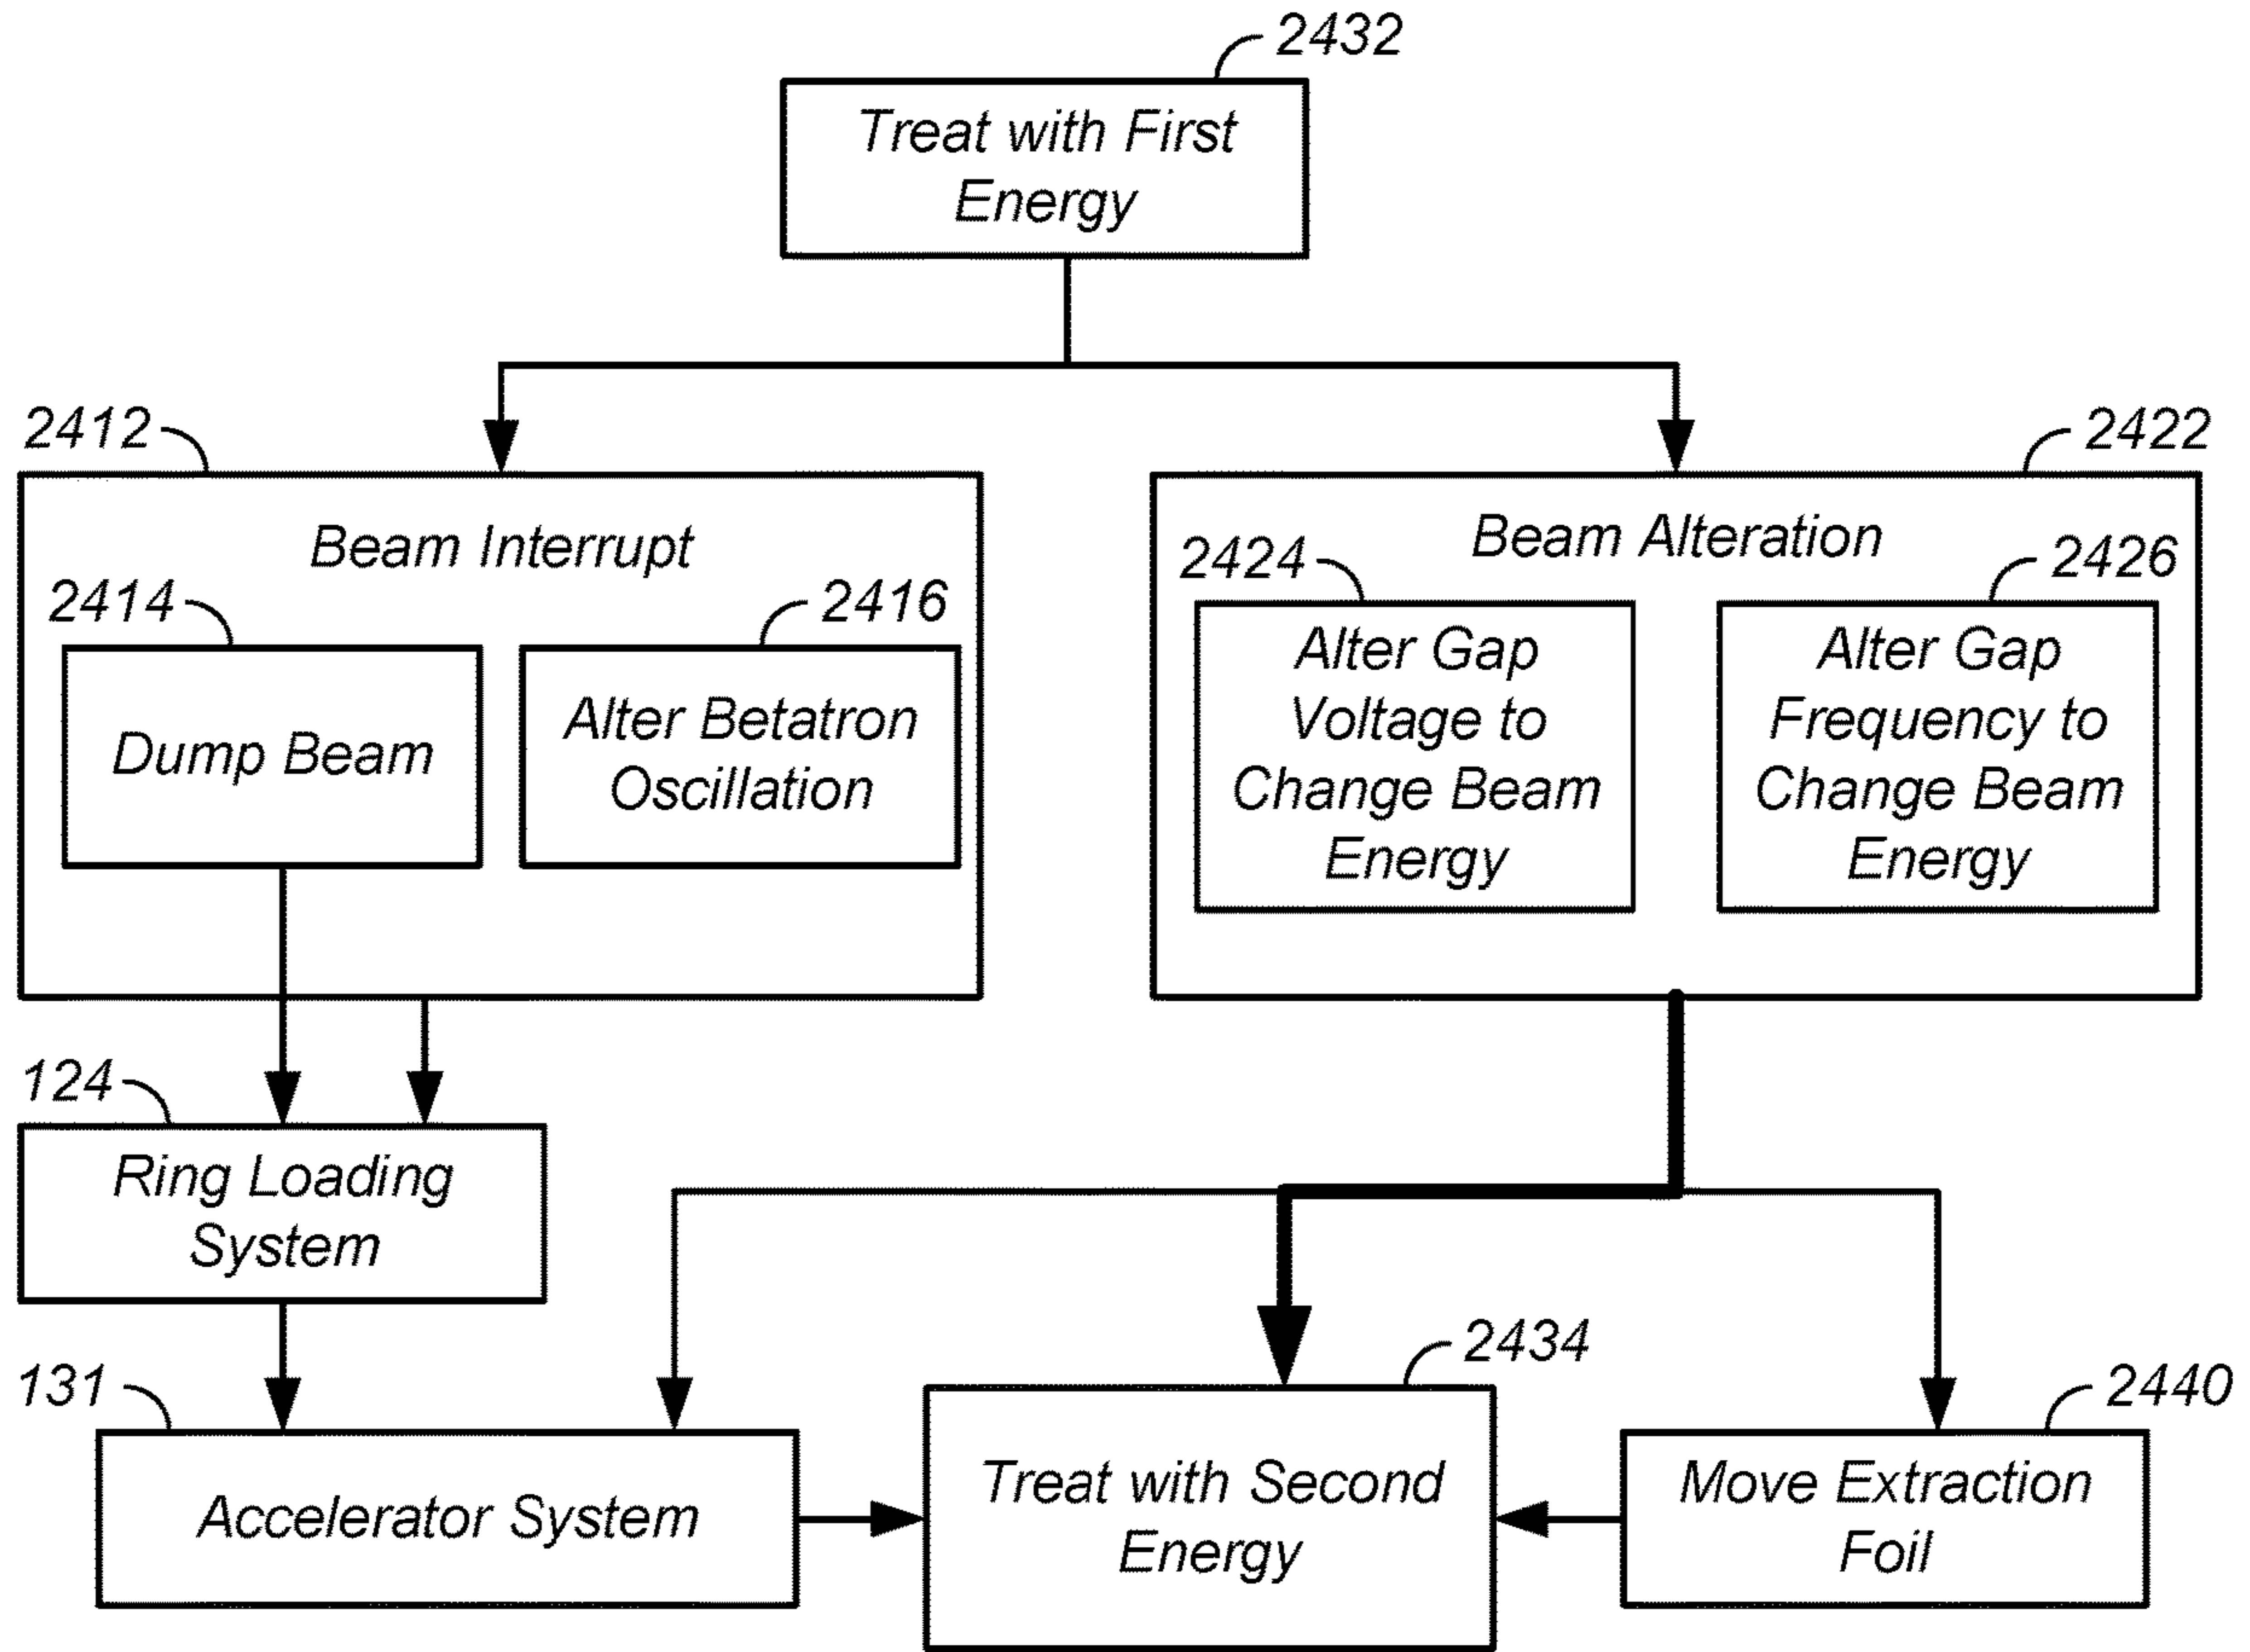 2432
Treat with First
Energy
2412
2422
Beam Interrupt
Beam Alteration
2414
2416
2424
2426
Dump Beam
Alter Betatron
Oscillation
Alter Gap
Voltage to
Change Beam
Energy
Alter Gap
Frequency to
Change Beam
Energy
124
Ring Loading
System
131
Accelerator System
2434
Treat with Second
Energy
2440
Move Extraction
Foil